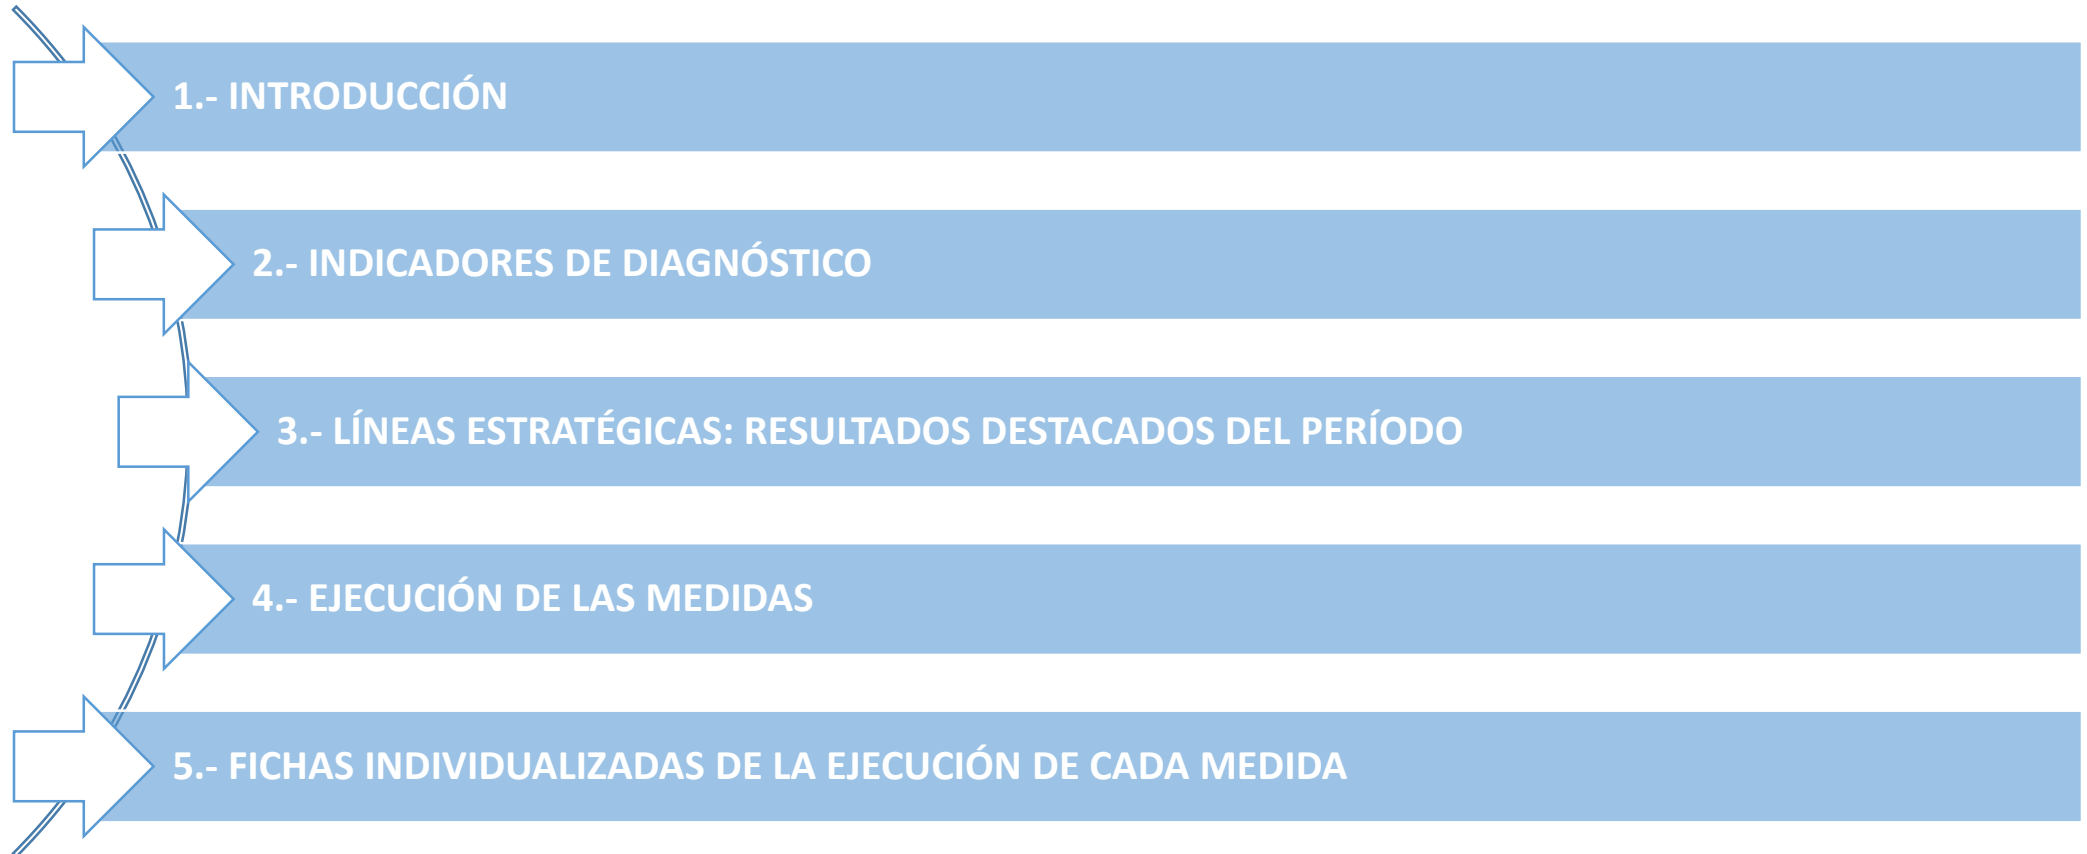 1.- INTRODUCCIÓN
2.- INDICADORES DE DIAGNÓSTICO
3.- LÍNEAS ESTRATÉGICAS: RESULTADOS DESTACADOS DEL PERÍODO
4.- EJECUCIÓN DE LAS MEDIDAS
5.- FICHAS INDIVIDUALIZADAS DE LA EJECUCIÓN DE CADA MEDIDA